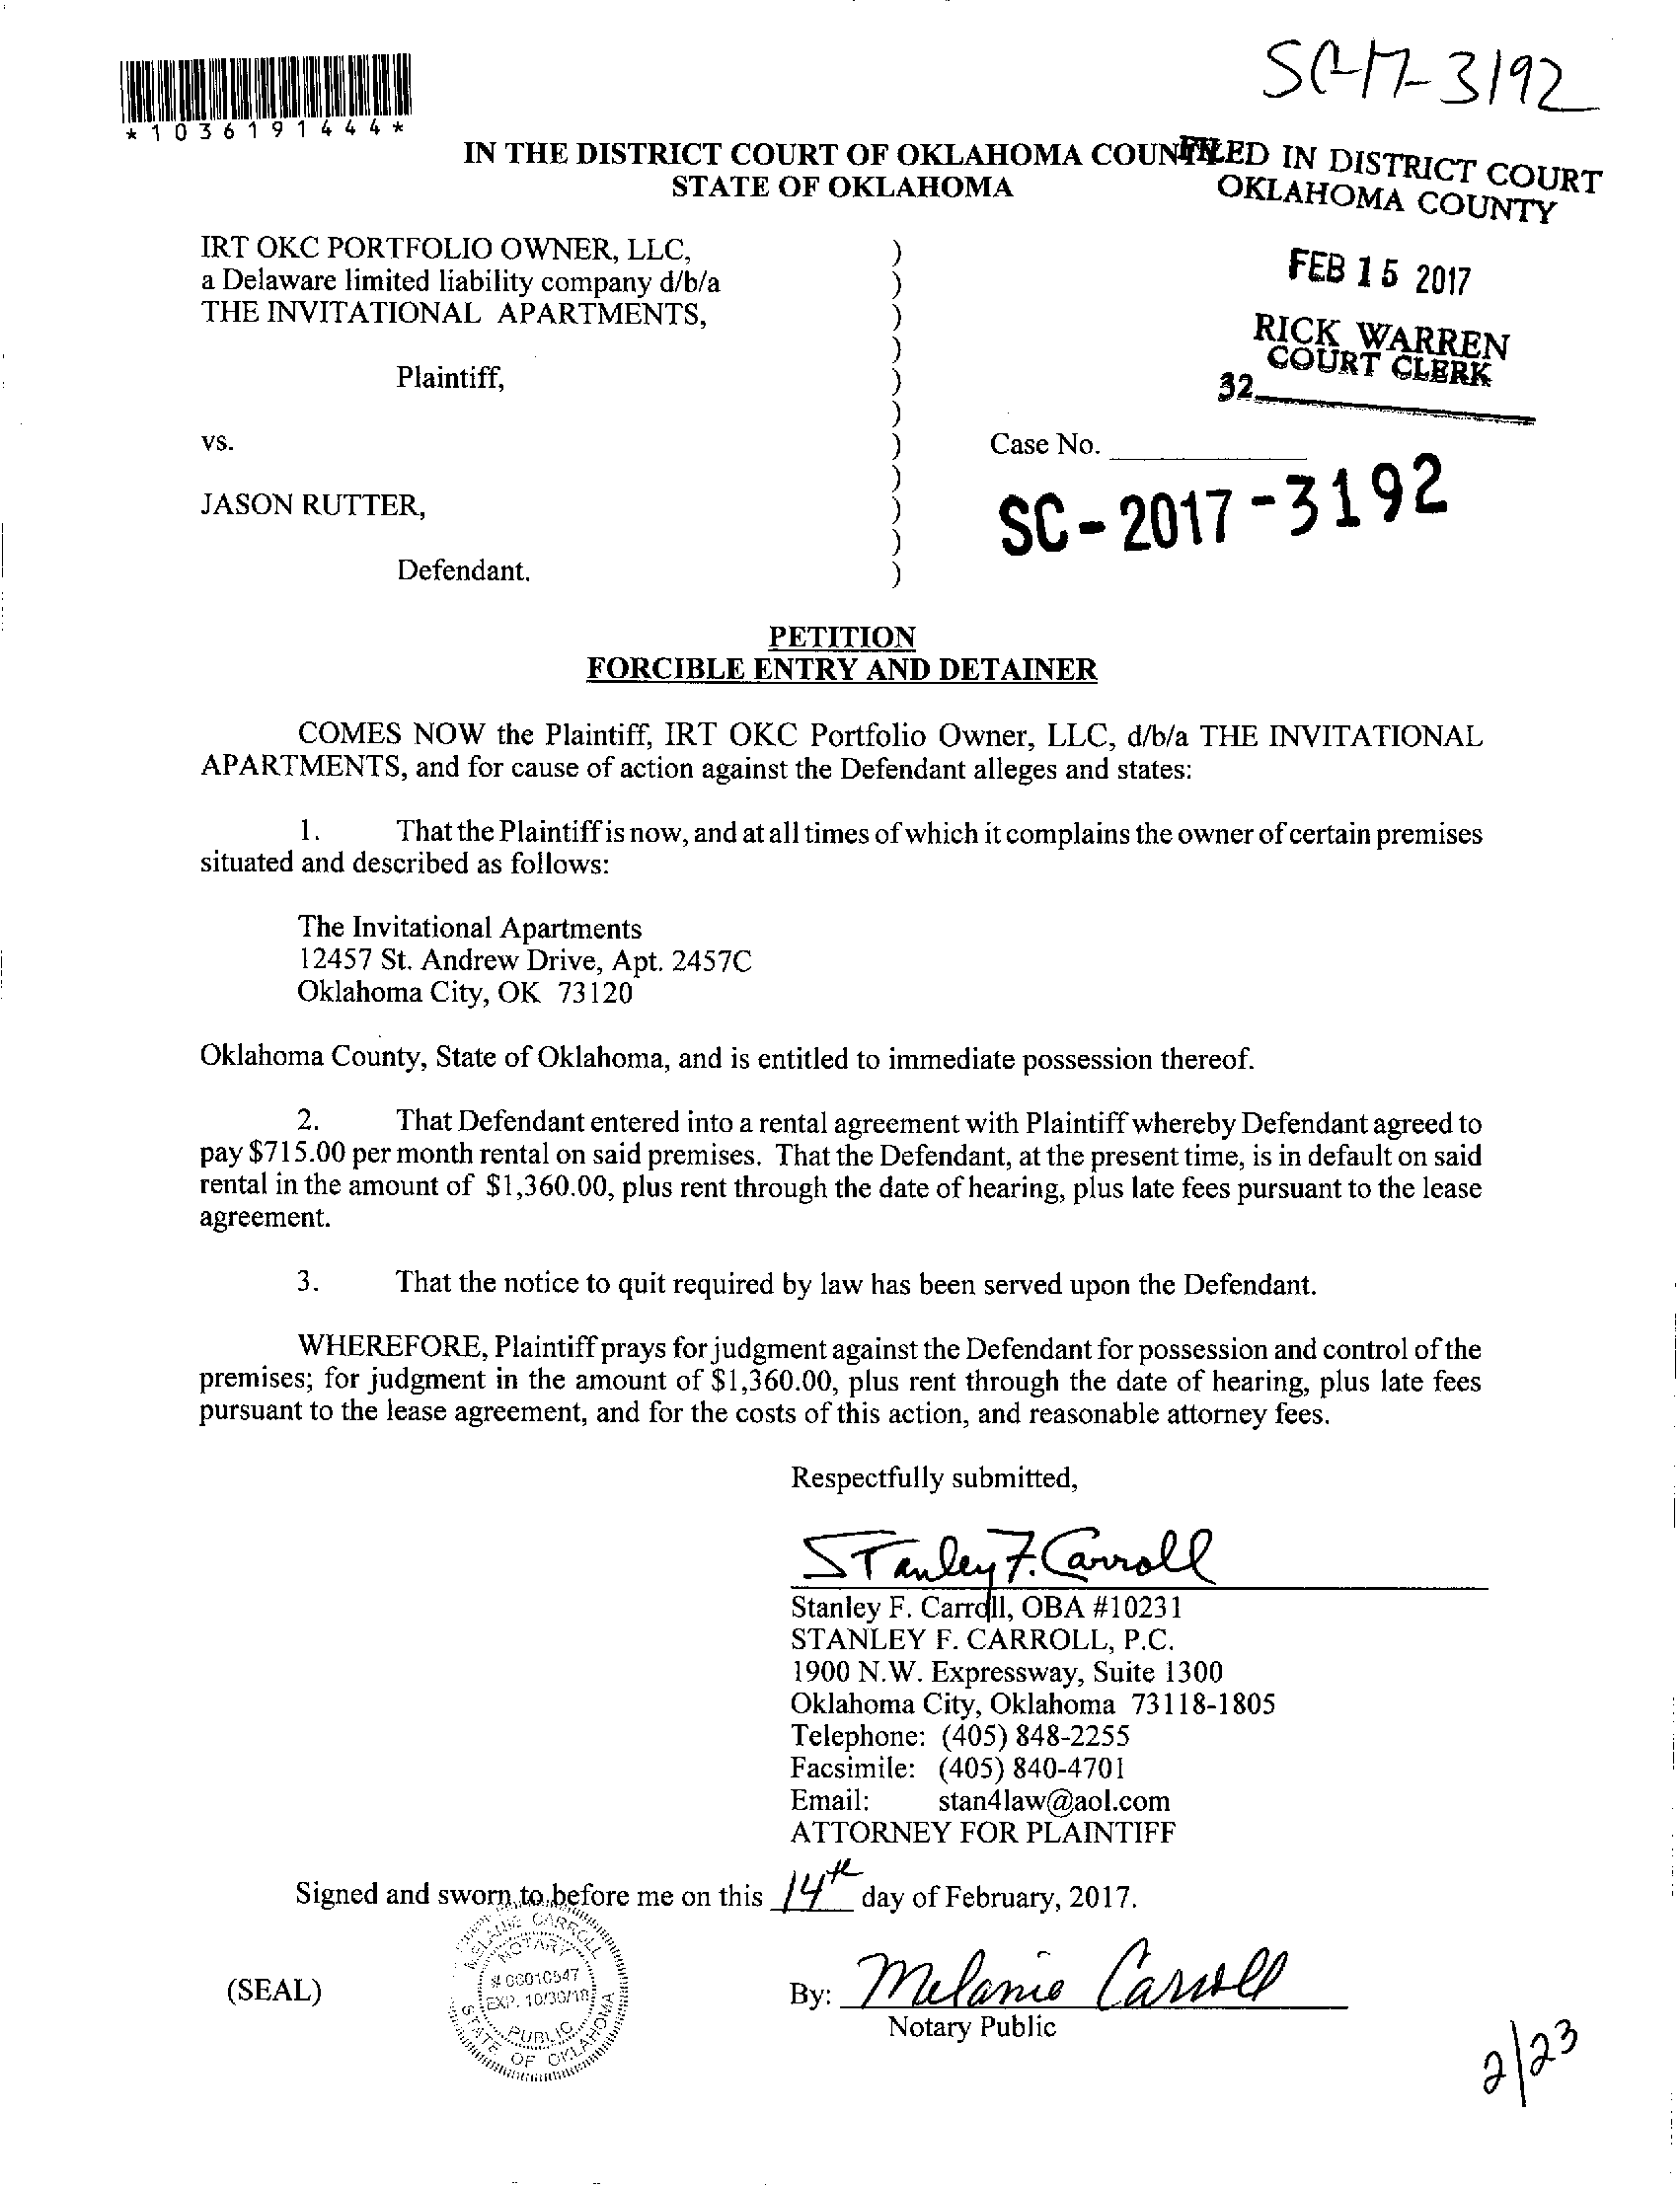 SC-17-3192
*1036191444*
IN THE DISTRICT COURT OF OKLAHOMA COUNTY
STATE OF OKLAHOMA
FILED IN DISTRICT COURT
OKLAHOMA COUNTY
FEB 15 2017
RICK WARREN
COURT CLERK
32
IRT OKC PORTFOLIO OWNER, LLC, )
a Delaware limited liability company d/b/a )
THE INVITATIONAL APARTMENTS, )
)
Plaintiff, )
)
vs. ) Case No.
)
JASON RUTTER, )
)
Defendant. )
SC-2017-3192
PETITION
FORCIBLE ENTRY AND DETAINER
COMES NOW the Plaintiff, IRT OKC Portfolio Owner, LLC, d/b/a THE INVITATIONAL
APARTMENTS, and for cause of action against the Defendant alleges and states:
1. That the Plaintiff is now, and at all times of which it complains the owner of certain premises
situated and described as follows:
The Invitational Apartments
12457 St. Andrew Drive, Apt. 2457C
Oklahoma City, OK 73120
Oklahoma County, State of Oklahoma, and is entitled to immediate possession thereof.
2. That Defendant entered into a rental agreement with Plaintiff whereby Defendant agreed to
pay $715.00 per month rental on said premises. That the Defendant, at the present time, is in default on said
rental in the amount of $1,360.00, plus rent through the date of hearing, plus late fees pursuant to the lease
agreement.
3. That the notice to quit required by law has been served upon the Defendant.
WHEREFORE, Plaintiff prays for judgment against the Defendant for possession and control of the
premises; for judgment in the amount of $1,360.00, plus rent through the date of hearing, plus late fees
pursuant to the lease agreement, and for the costs of this action, and reasonable attorney fees.
Respectfully submitted,
Stanley F. Carroll
Stanley F. Carroll, OBA #10231
STANLEY F. CARROLL, P.C.
1900 N.W. Expressway, Suite 1300
Oklahoma City, Oklahoma 73118-1805
Telephone: (405) 848-2255
Facsimile: (405) 840-4701
Email: stan4law@aol.com
ATTORNEY FOR PLAINTIFF
Signed and sworn to before me on this 14th day of February, 2017.
CARROLL
NOTARY
# 00010547
EXP. 10/30/18
PUBLIC
STATE OF OKLAHOMA
(SEAL)
By: Melanie Carroll
Notary Public
2/23